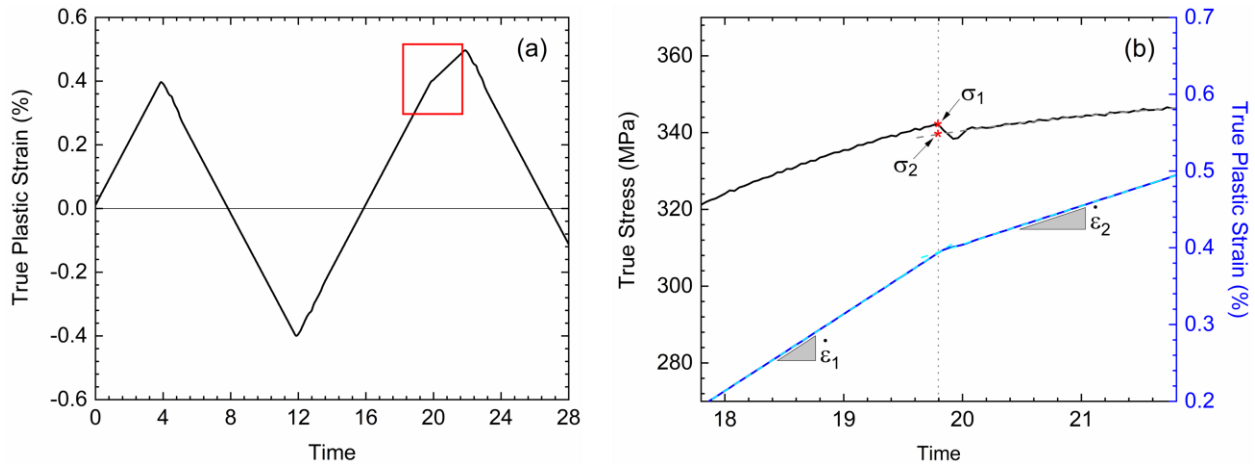 (a)
True Plastic Strain (%)
0.6
0.4
0.2
0.0
-0.2
-0.4
-0.6
0 4 8 12 16 20 24 28
Time
(b)
True Stress (MPa)
360
340
320
300
280
σ1
σ2
ε̇1
ε̇2
18 19 20 21
Time
0.7
0.6
0.5
0.4
0.3
0.2
True Plastic Strain (%)